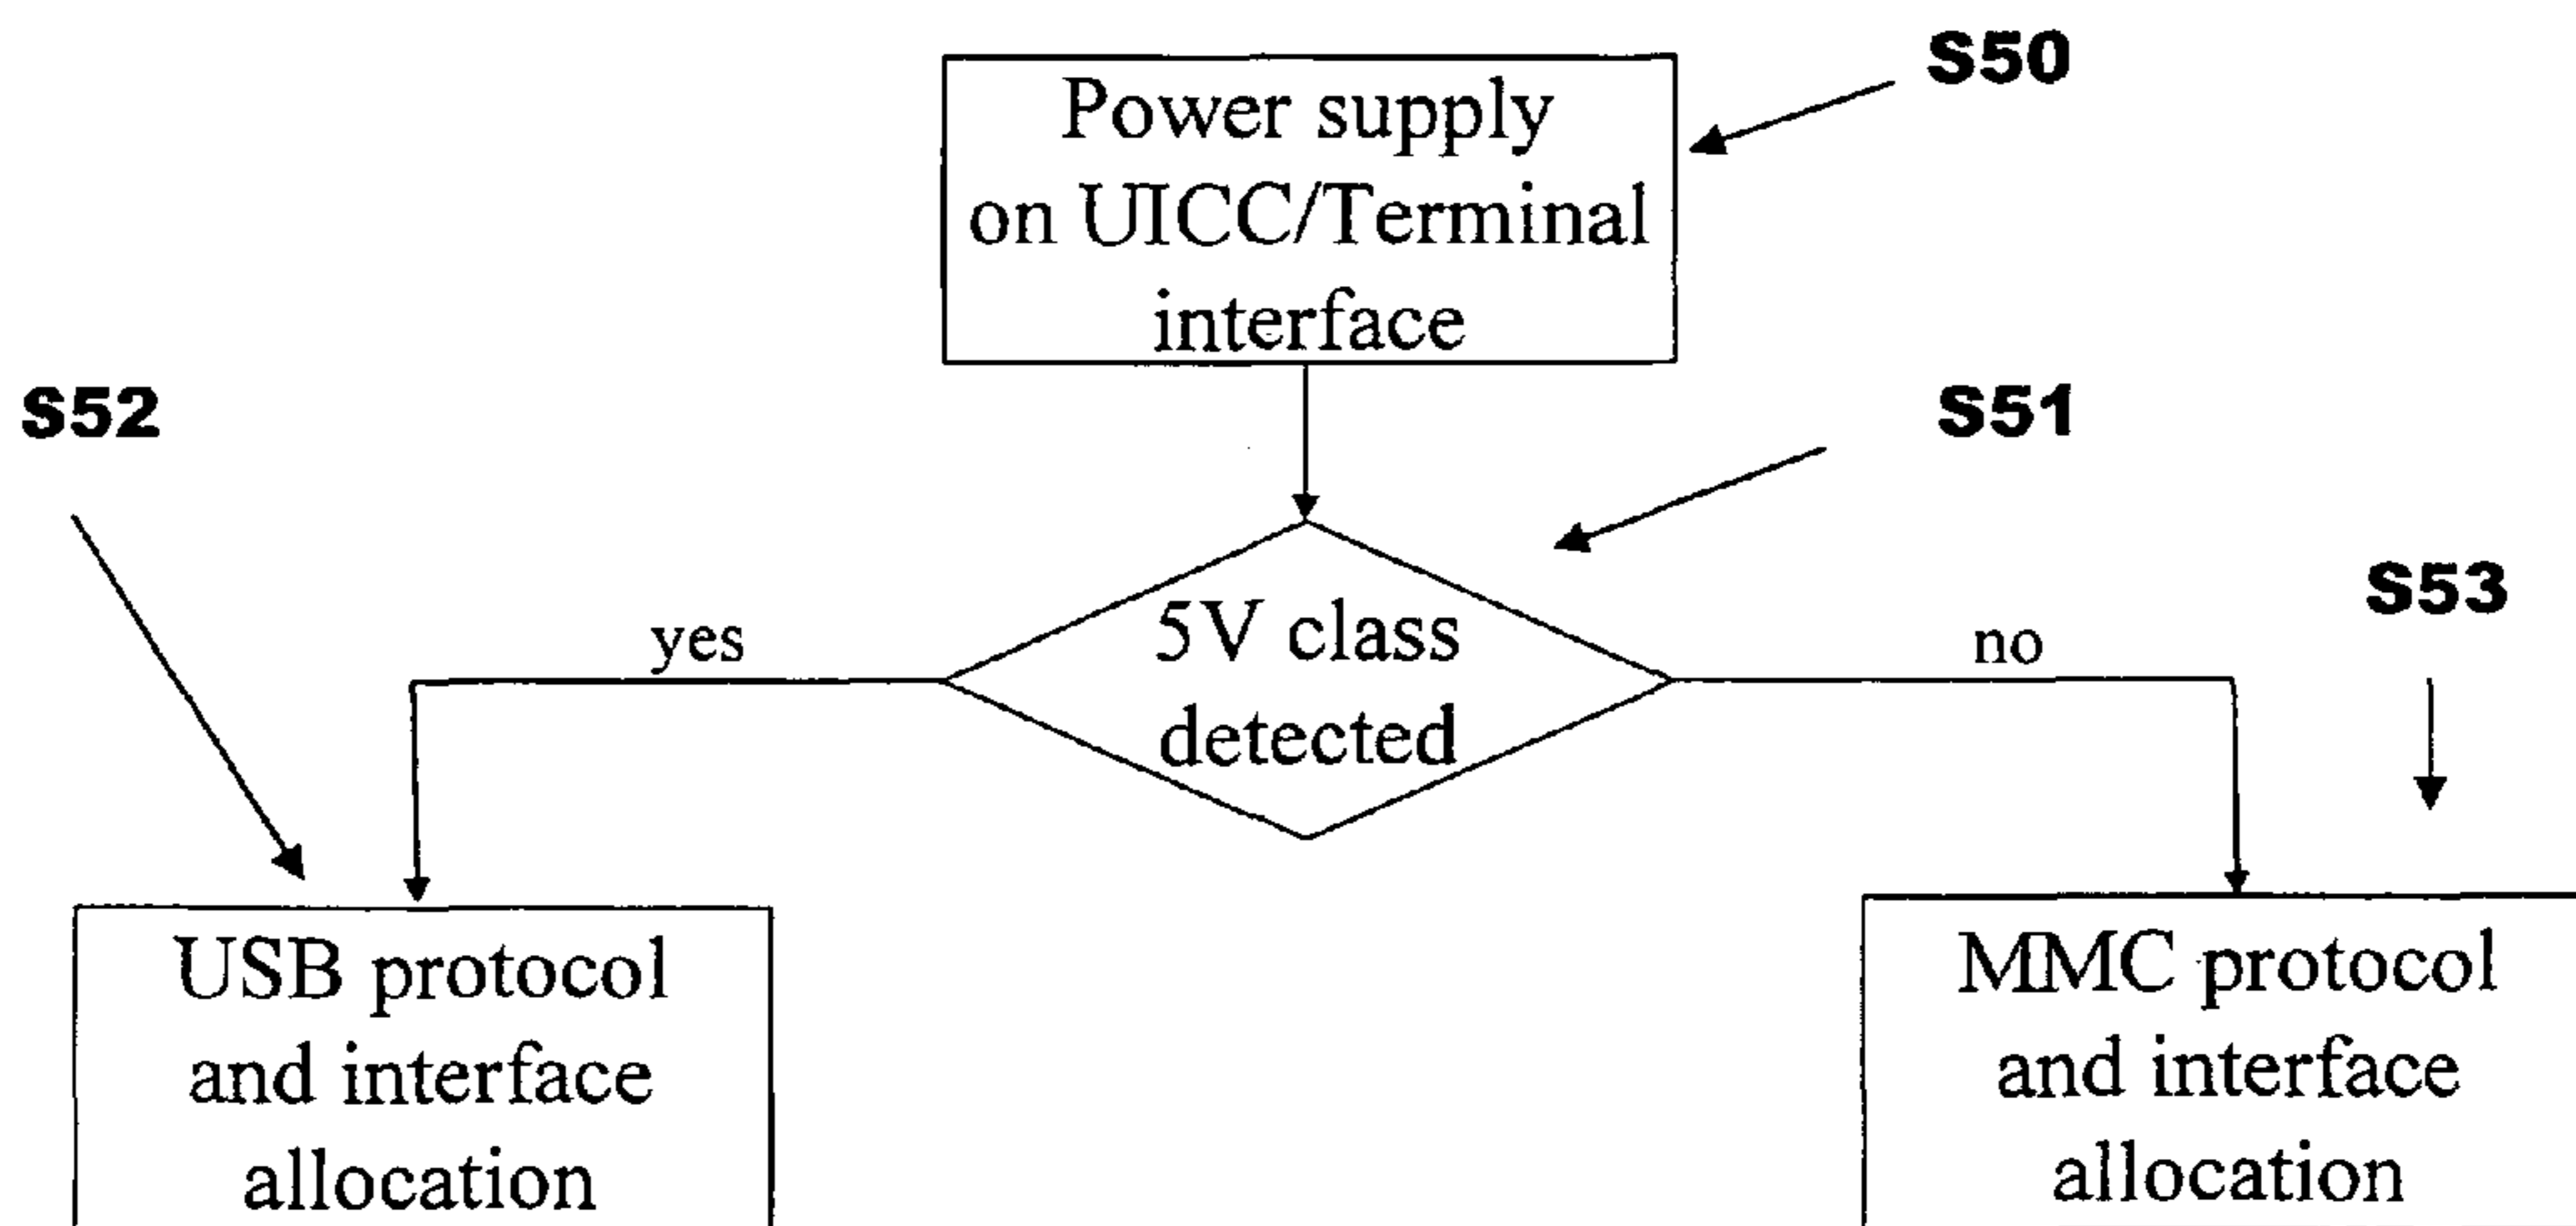 S50
Power supply
on UICC/Terminal
interface
S52
S51
S53
yes
5V class
detected
no
USB protocol
and interface
allocation
MMC protocol
and interface
allocation